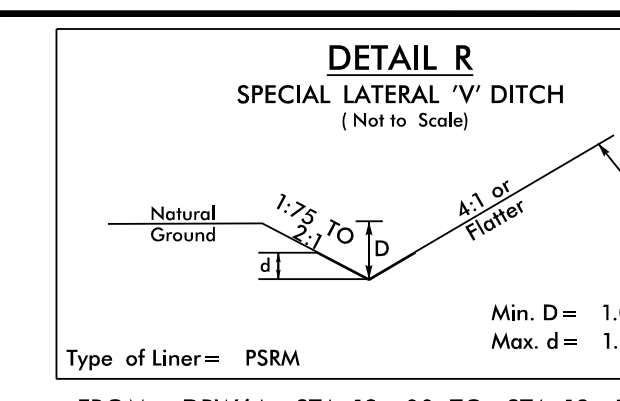 DETAIL R
SPECIAL LATERAL 'V' DITCH
( Not to Scale)
Natural
Ground
1:75 TO
2:1
D
d
4:1 or
Flatter
Min. D =
Max. d =
Type of Liner = PSRM